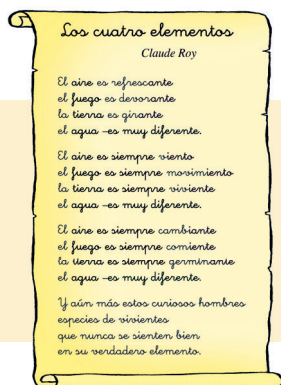 Los cuatro elementos
Claude Roy
El aire es refrescante
el fuego es devorante
la tierra es girante
el agua –es muy diferente.
El aire es siempre viento
el fuego es siempre movimiento
la tierra es siempre viviente
el agua –es muy diferente.
El aire es siempre cambiante
el fuego es siempre comiente
la tierra es siempre germinante
el agua –es muy diferente.
Y aún más estos curiosos hombres
especies de vivientes
que nunca se sienten bien
en su verdadero elemento.